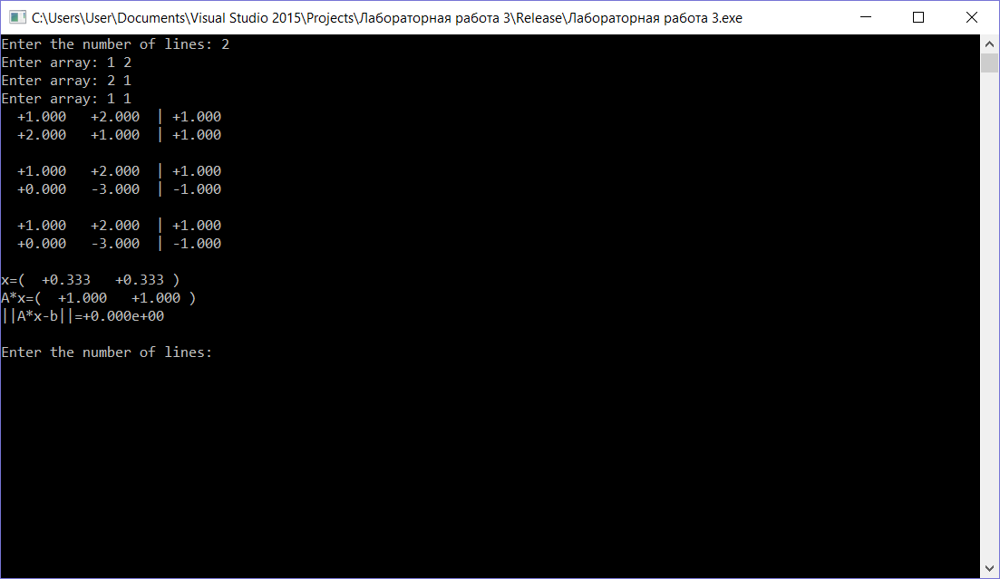 C:\Users\User\Documents\Visual Studio 2015\Projects\Лабораторная работа 3\Release\Лабораторная работа 3.exe
Enter the number of lines: 2
Enter array: 1 2
Enter array: 2 1
Enter array: 1 1
  +1.000   +2.000  | +1.000
  +2.000   +1.000  | +1.000
  +1.000   +2.000  | +1.000
  +0.000   -3.000  | -1.000
  +1.000   +2.000  | +1.000
  +0.000   -3.000  | -1.000
x=(  +0.333   +0.333 )
A*x=(  +1.000   +1.000 )
||A*x-b||=+0.000e+00
Enter the number of lines: